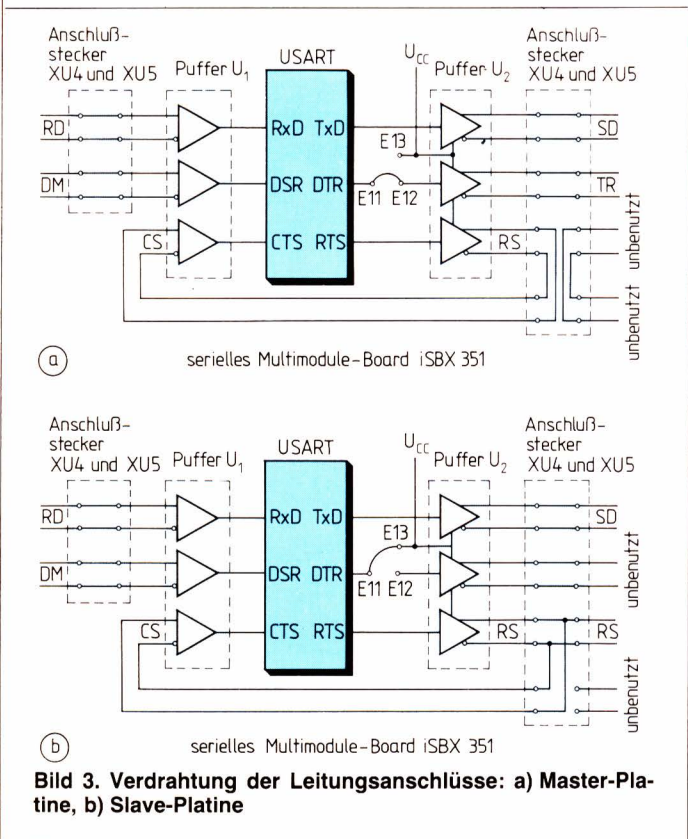 Anschluß-
stecker
XU4 und XU5
Puffer U1
USART
UCC
Puffer U2
Anschluß-
stecker
XU4 und XU5
RD
RxD TxD
E13
SD
DM
DSR DTR
E11 E12
TR
CS
CTS RTS
RS
unbenutzt
unbenutzt
a
serielles Multimodule-Board iSBX 351
Anschluß-
stecker
XU4 und XU5
Puffer U1
USART
UCC
Puffer U2
Anschluß-
stecker
XU4 und XU5
RD
RxD TxD
E13
SD
DM
DSR DTR
E11 E12
unbenutzt
CS
CTS RTS
RS
RS
unbenutzt
b
serielles Multimodule-Board iSBX 351
Bild 3. Verdrahtung der Leitungsanschlüsse: a) Master-Pla-
tine, b) Slave-Platine